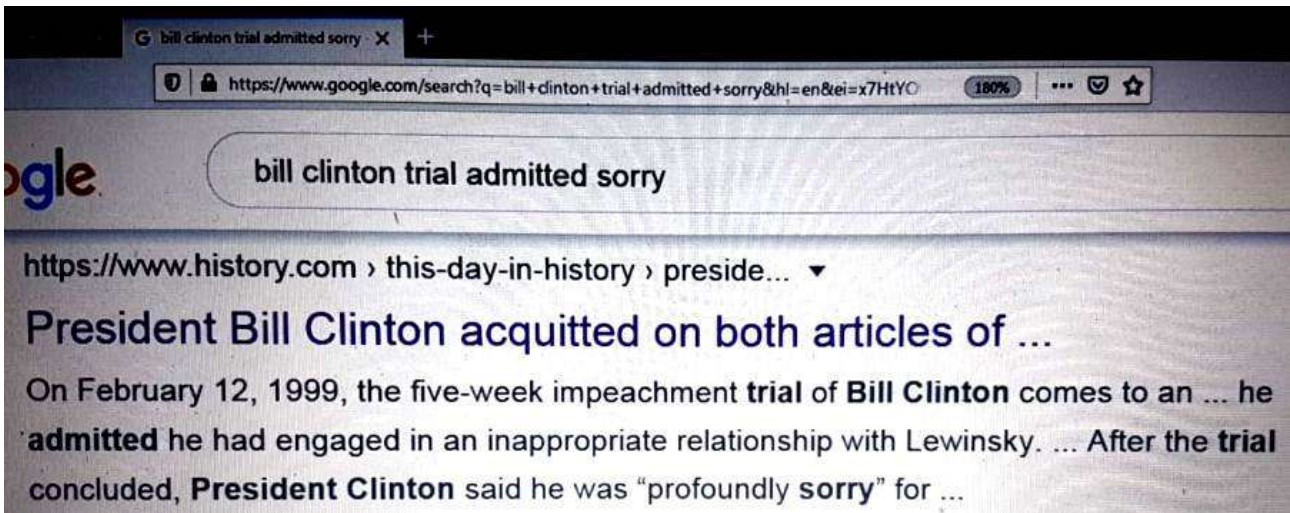 G bill clinton trial admitted sorry - X +
https://www.google.com/search?q=bill+clinton+trial+admitted+sorry&hl=en&ei=x7HtYO 180% ...
ogle
bill clinton trial admitted sorry
https://www.history.com › this-day-in-history › preside... ▼
President Bill Clinton acquitted on both articles of ...
On February 12, 1999, the five-week impeachment trial of Bill Clinton comes to an ... he
admitted he had engaged in an inappropriate relationship with Lewinsky. ... After the trial
concluded, President Clinton said he was “profoundly sorry” for ...